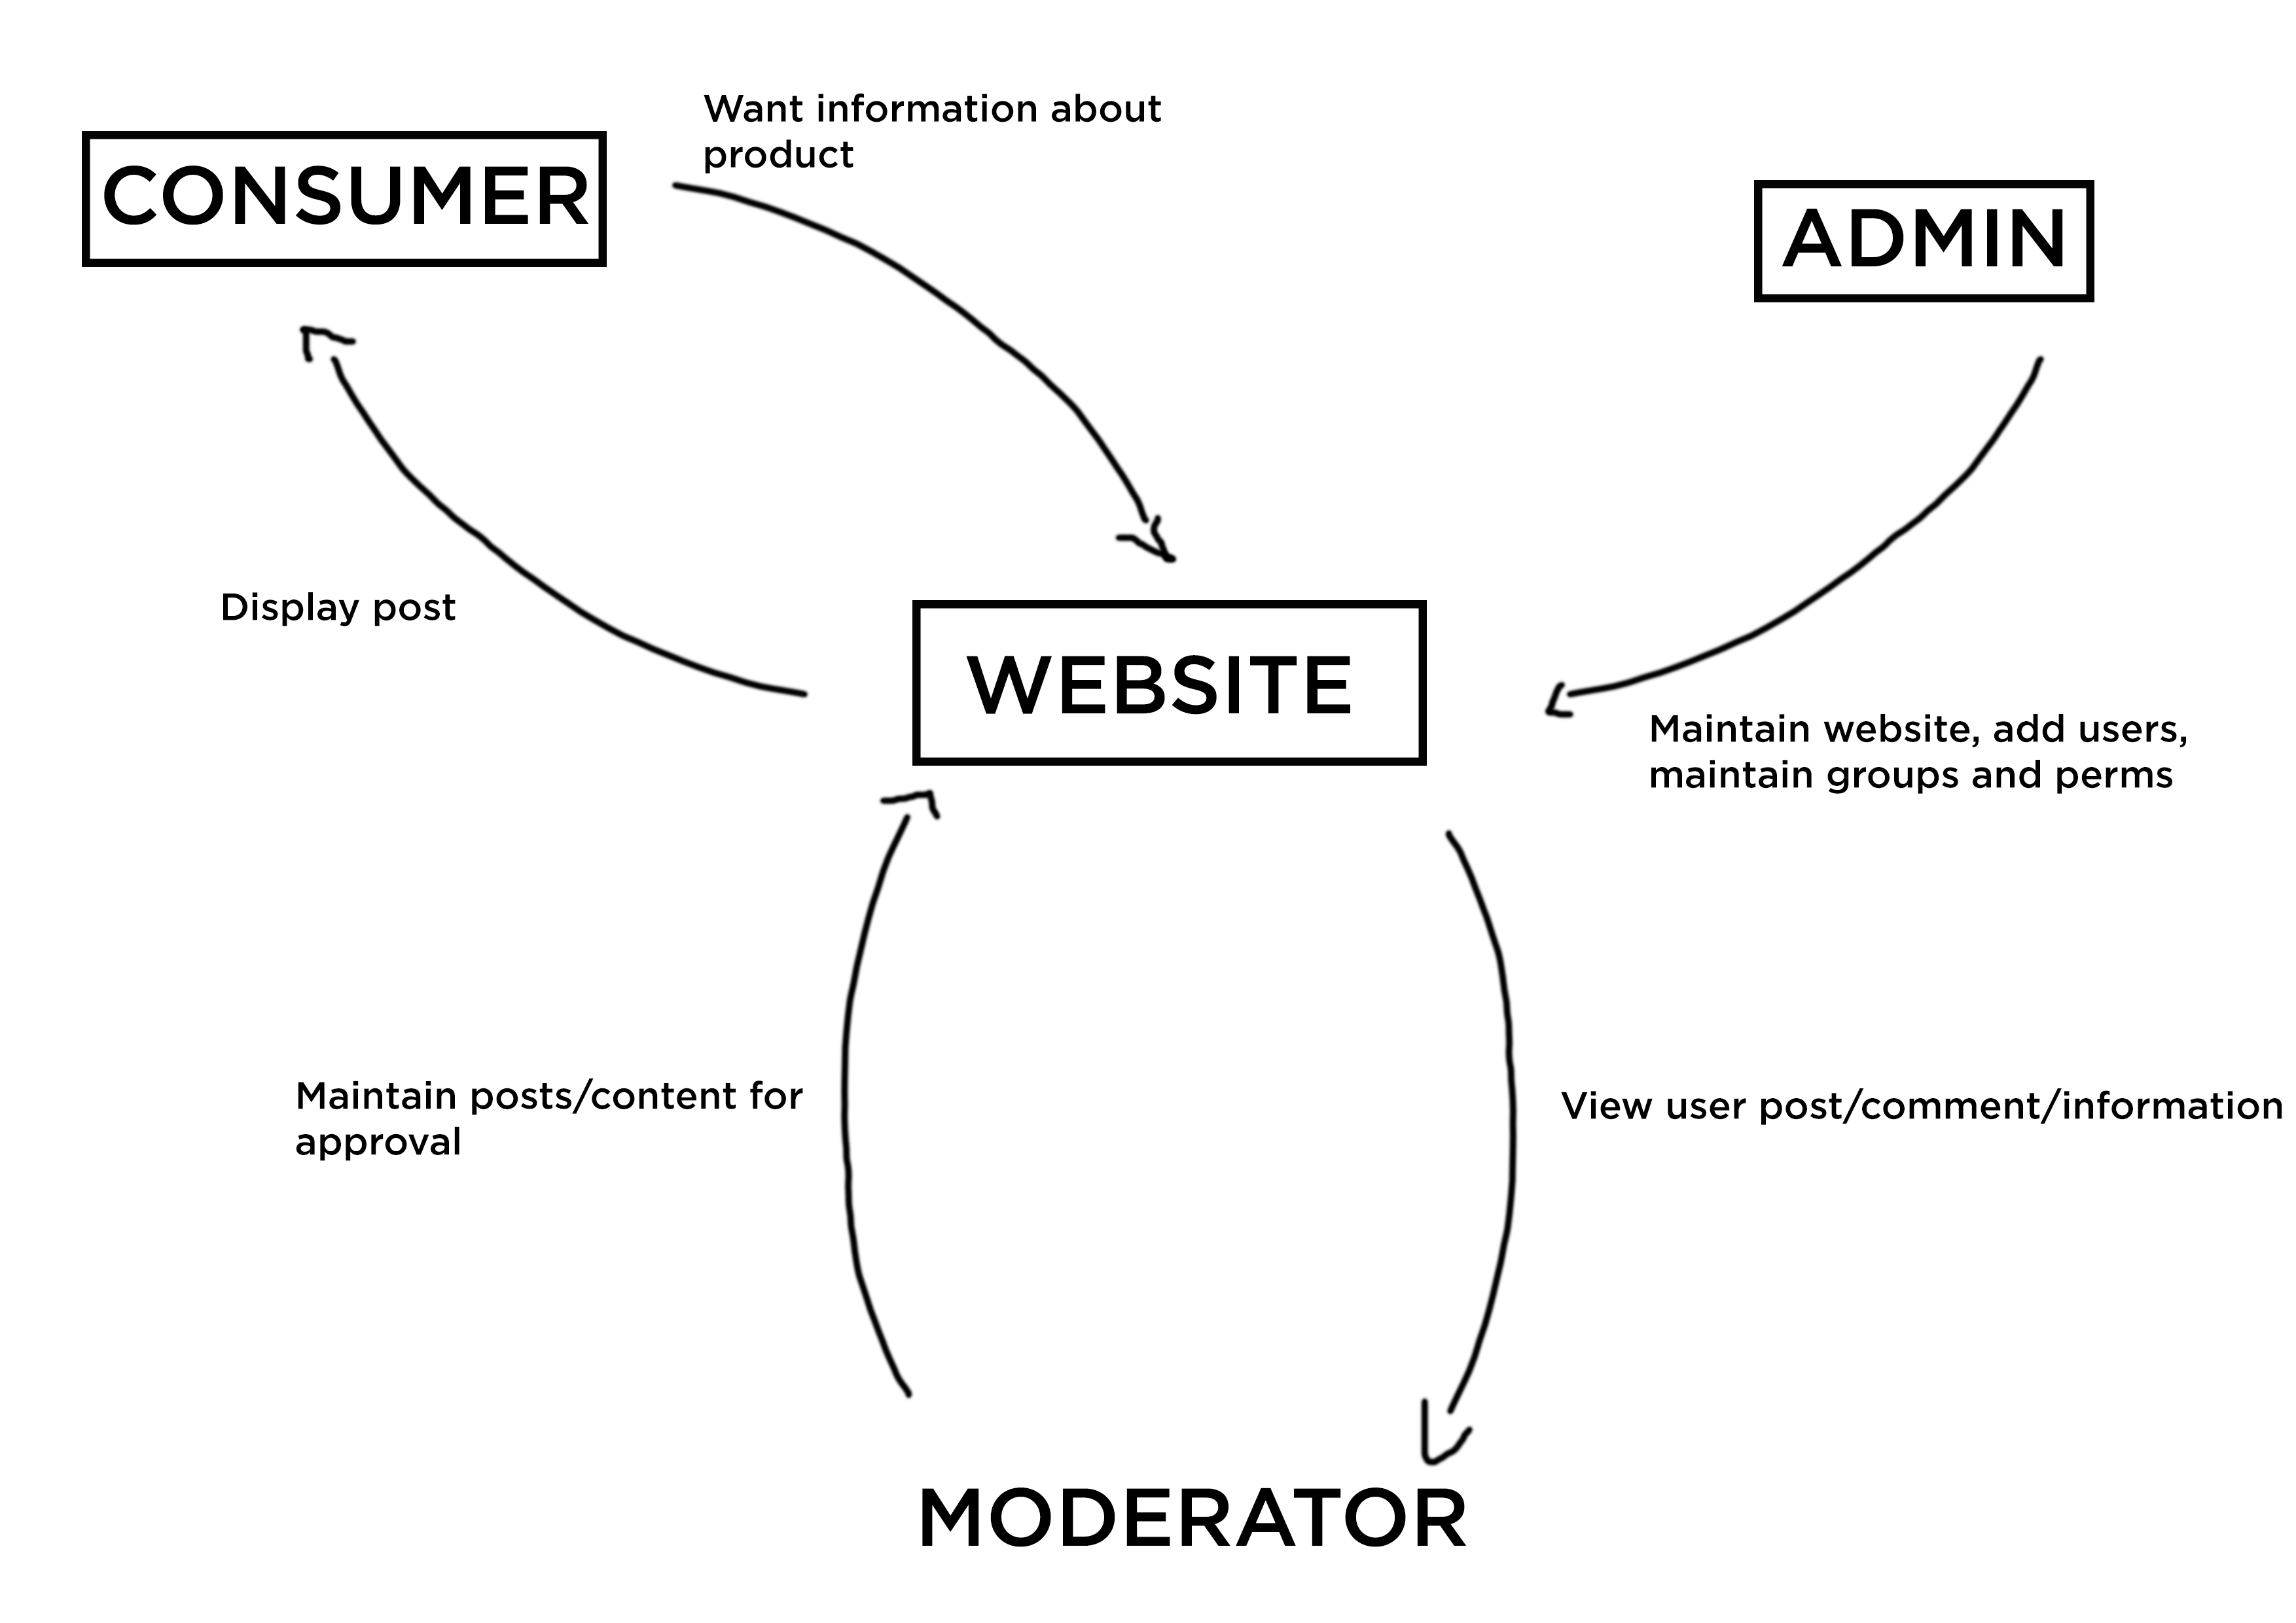 Want information about
product
CONSUMER
ADMIN
Display post
WEBSITE
Maintain website, add users,
maintain groups and perms
Maintain posts/content for
approval
View user post/comment/information
MODERATOR